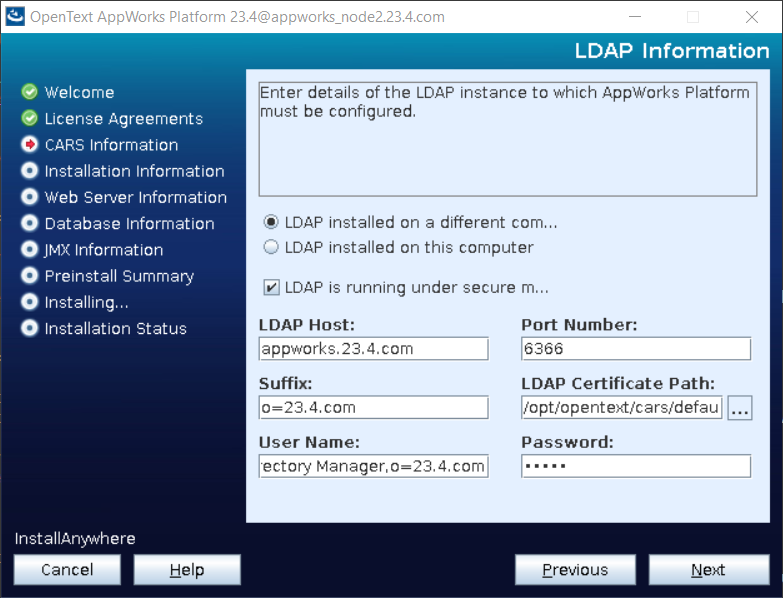 OpenText AppWorks Platform 23.4@appworks_node2.23.4.com
LDAP Information
Welcome
License Agreements
CARS Information
Installation Information
Web Server Information
Database Information
JMX Information
Preinstall Summary
Installing...
Installation Status
Enter details of the LDAP instance to which AppWorks Platform
must be configured.
LDAP installed on a different com...
LDAP installed on this computer
LDAP is running under secure m...
LDAP Host:
Port Number:
appworks.23.4.com
6366
Suffix:
LDAP Certificate Path:
o=23.4.com
/opt/opentext/cars/defau
...
User Name:
Password:
rectory Manager,o=23.4.com
•••••
InstallAnywhere
Cancel
Help
Previous
Next